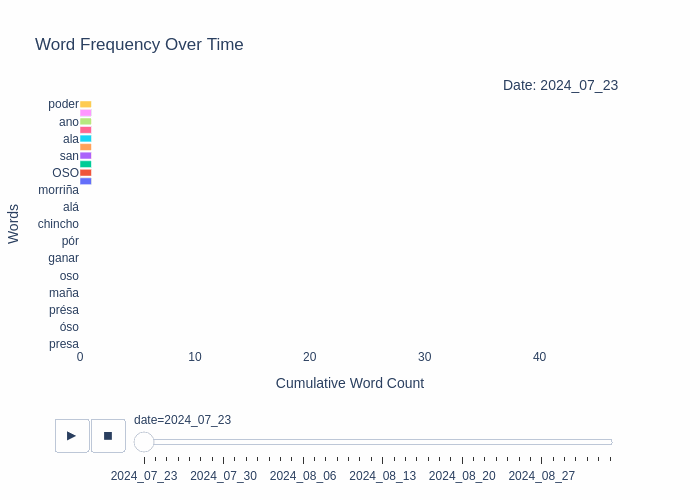 Word Frequency Over Time
Date: 2024_07_23
poder
ano
ala
san
OSO
morriña
alá
chincho
pór
ganar
oso
maña
présa
óso
presa
Words
0 10 20 30 40
Cumulative Word Count
date=2024_07_23
2024_07_23 2024_07_30 2024_08_06 2024_08_13 2024_08_20 2024_08_27